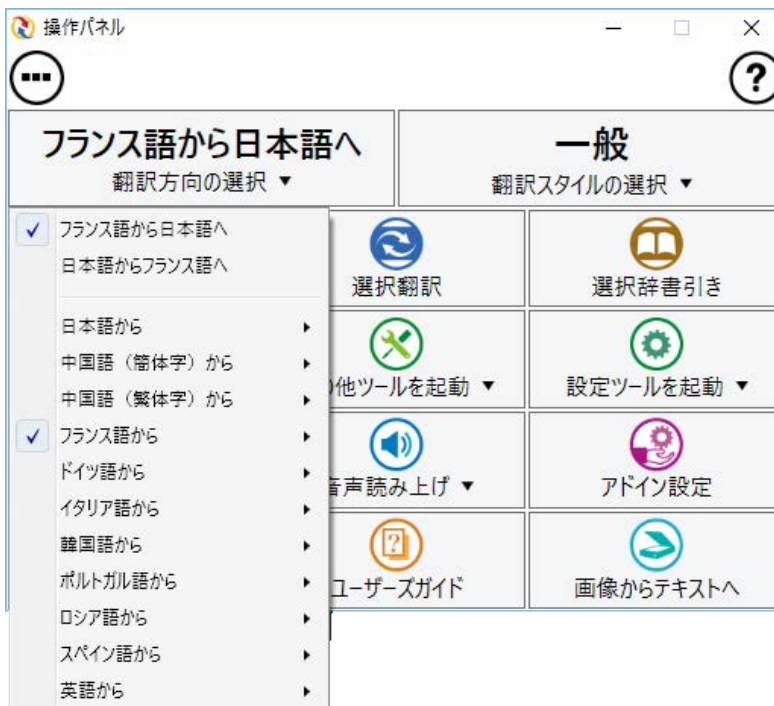 操作パネル
?
フランス語から日本語へ
翻訳方向の選択 ▼
一般
翻訳スタイルの選択 ▼
フランス語から日本語へ
日本語からフランス語へ
日本語から
中国語（簡体字）から
中国語（繁体字）から
フランス語から
ドイツ語から
イタリア語から
韓国語から
ポルトガル語から
ロシア語から
スペイン語から
英語から
選択翻訳
選択辞書引き
他ツールを起動 ▼
設定ツールを起動 ▼
音声読み上げ ▼
アドイン設定
ユーザーズガイド
画像からテキストへ